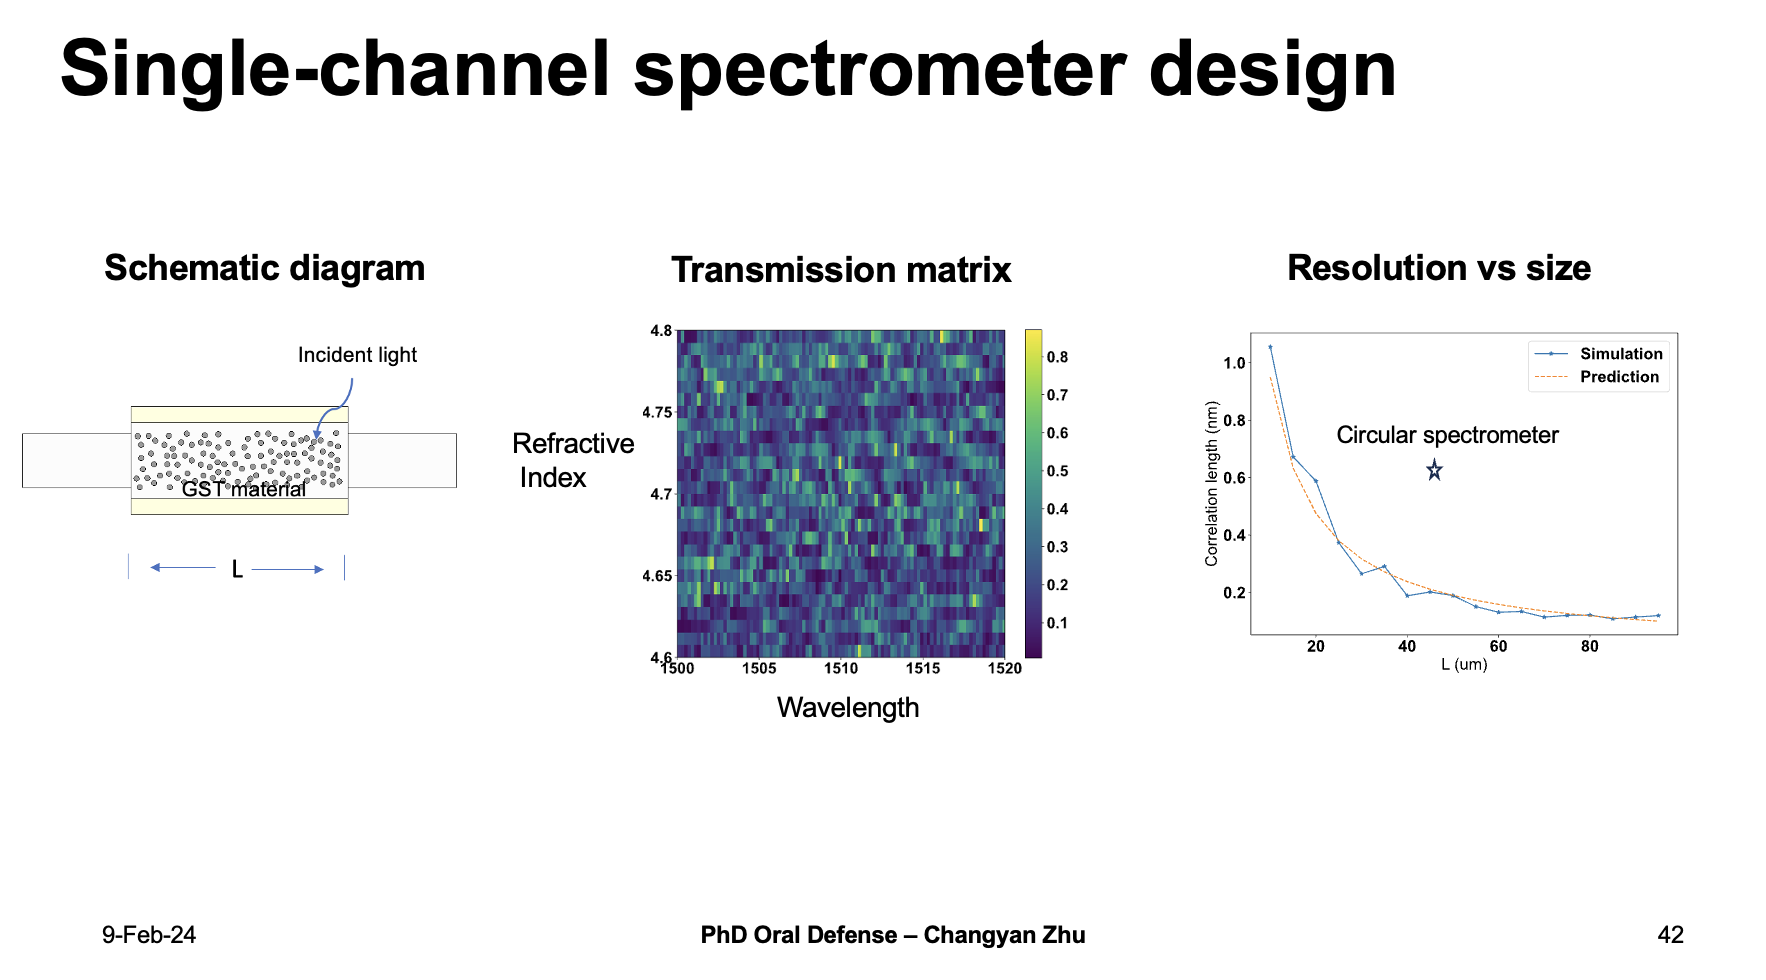 Single-channel spectrometer design
Schematic diagram
Incident light
GST material
L
Transmission matrix
Refractive
Index
4.8
4.75
4.7
4.65
4.6
1500 1505 1510 1515 1520
0.8
0.7
0.6
0.5
0.4
0.3
0.2
0.1
Wavelength
Resolution vs size
Correlation length (nm)
1.0
0.8
0.6
0.4
0.2
Simulation
Prediction
Circular spectrometer
20 40 60 80
L (um)
9-Feb-24
PhD Oral Defense – Changyan Zhu
42